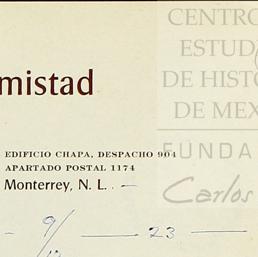 CENTRO
ESTUD
DE HISTO
DE MEX
FUNDA
Carlos
mistad
EDIFICIO CHAPA, DESPACHO 904
APARTADO POSTAL 1174
Monterrey, N. L. . —
— 9/12 — 23 —